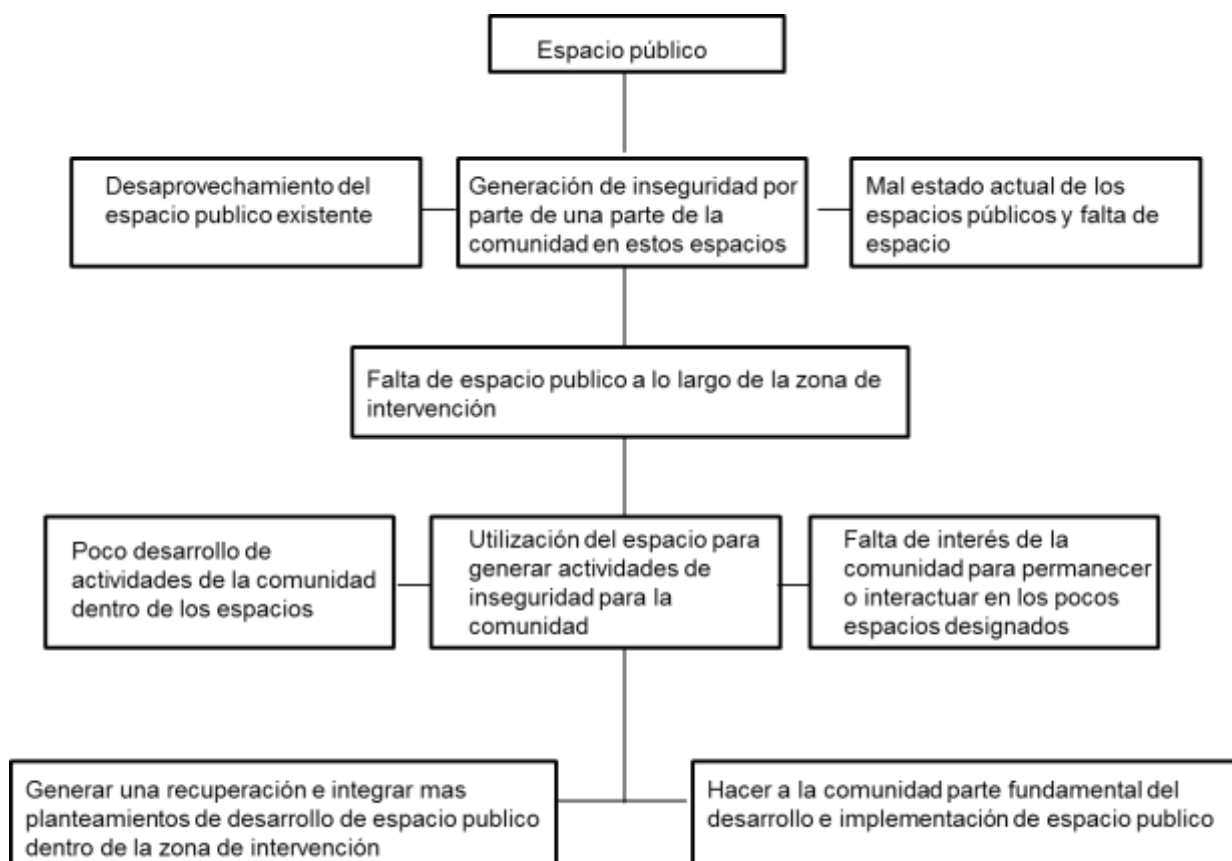 Espacio público
Desaprovechamiento del
espacio publico existente
Generación de inseguridad por
parte de una parte de la
comunidad en estos espacios
Mal estado actual de los
espacios públicos y falta de
espacio
Falta de espacio publico a lo largo de la zona de
intervención
Poco desarrollo de
actividades de la comunidad
dentro de los espacios
Utilización del espacio para
generar actividades de
inseguridad para la
comunidad
Falta de interés de la
comunidad para permanecer
o interactuar en los pocos
espacios designados
Generar una recuperación e integrar mas
planteamientos de desarrollo de espacio publico
dentro de la zona de intervención
Hacer a la comunidad parte fundamental del
desarrollo e implementación de espacio publico